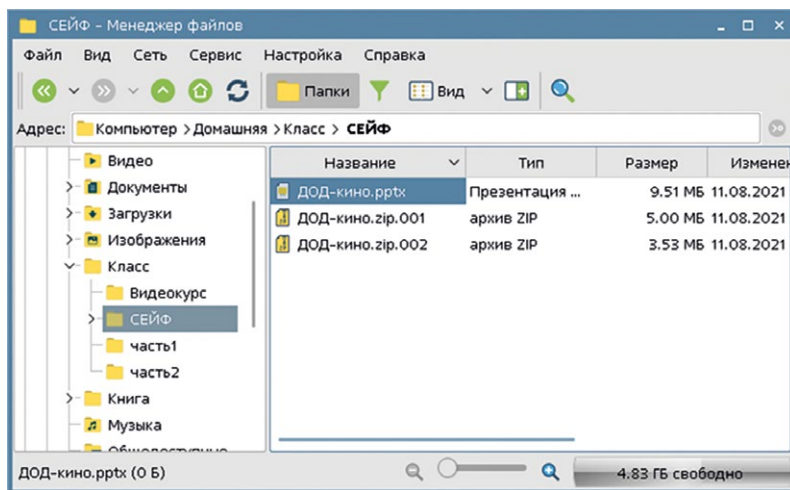 СЕЙФ – Менеджер файлов
Файл Вид Сеть Сервис Настройка Справка
Папки Вид
Адрес: Компьютер > Домашняя > Класс > СЕЙФ
Видео
Документы
Загрузки
Изображения
Класс
Видеокурс
СЕЙФ
часть1
часть2
Книга
Музыка
Общедоступные
Название Тип Размер Изменен
ДОД-кино.pptx Презентация ... 9.51 МБ 11.08.2021
ДОД-кино.zip.001 архив ZIP 5.00 МБ 11.08.2021
ДОД-кино.zip.002 архив ZIP 3.53 МБ 11.08.2021
ДОД-кино.pptx (0 Б) 4.83 ГБ свободно